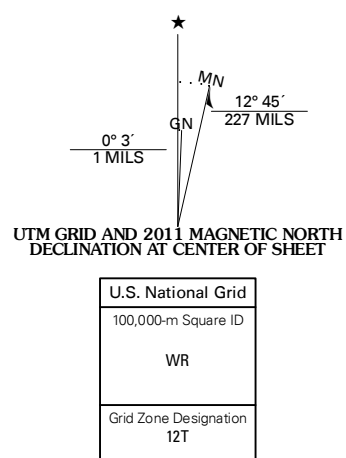 MN
GN
12° 45´
227 MILS
0° 3´
1 MILS
UTM GRID AND 2011 MAGNETIC NORTH
DECLINATION AT CENTER OF SHEET
U.S. National Grid
100,000-m Square ID
WR
Grid Zone Designation
12T